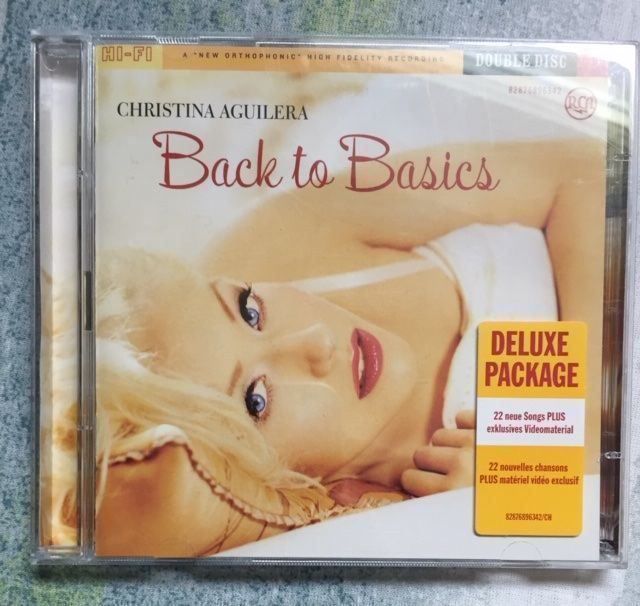 HI-FI
A "NEW ORTHOPHONIC" HIGH FIDELITY RECORDING
DOUBLE DISC
82876896342
RCA
CHRISTINA AGUILERA
Back to Basics
DELUXE
PACKAGE
22 neue Songs PLUS
exklusives Videomaterial
22 nouvelles chansons
PLUS matériel vidéo exclusif
82876896342/CH